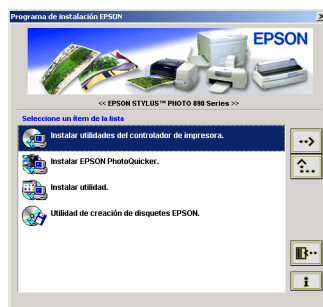 Programa de instalación EPSON
EPSON
<< EPSON STYLUS™ PHOTO 890 Series >>
Seleccione un ítem de la lista
Instalar utilidades del controlador de impresora.
Instalar EPSON PhotoQuicker.
Instalar utilidad.
Utilidad de creación de disquetes EPSON.